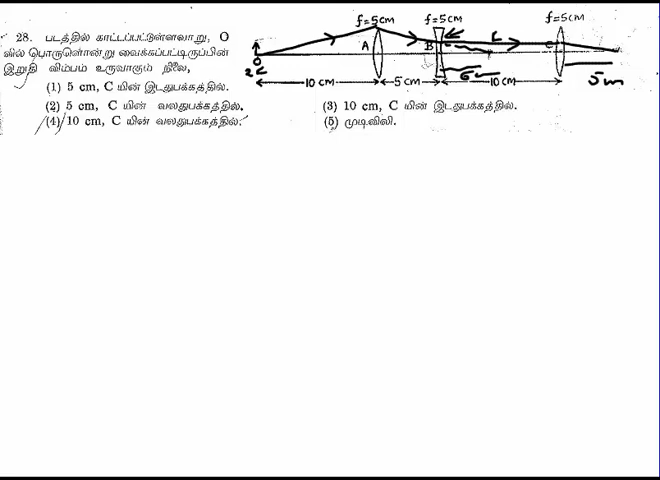 28. படத்தில் காட்டப்பட்டுள்ளவாறு, O
வில் பொருளொன்று வைக்கப்பட்டிருப்பின்
இறுதி விம்பம் உருவாகும் நிலை,
(1) 5 cm, C யின் இடதுபக்கத்தில்.
(2) 5 cm, C யின் வலதுபக்கத்தில்.
(3) 10 cm, C யின் இடதுபக்கத்தில்.
(4) 10 cm, C யின் வலதுபக்கத்தில்.
(5) முடிவிலி.
f=5cm f=5cm f=5cm
A B C
O
10 cm 5 cm 10 cm
5